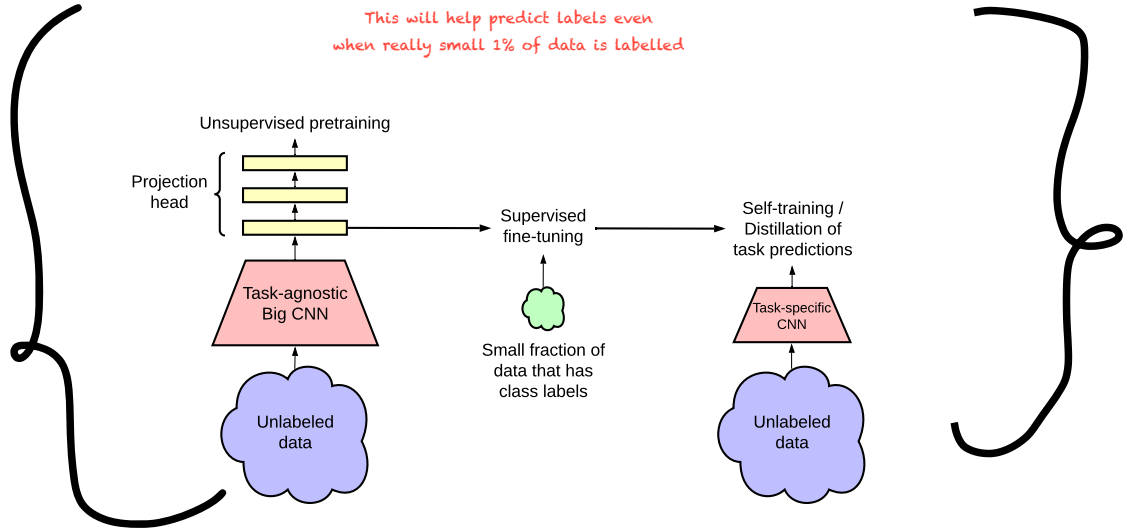 This will help predict labels even
when really small 1% of data is labelled
Unsupervised pretraining
Projection
head
Task-agnostic
Big CNN
Unlabeled
data
Supervised
fine-tuning
Small fraction of
data that has
class labels
Self-training /
Distillation of
task predictions
Task-specific
CNN
Unlabeled
data